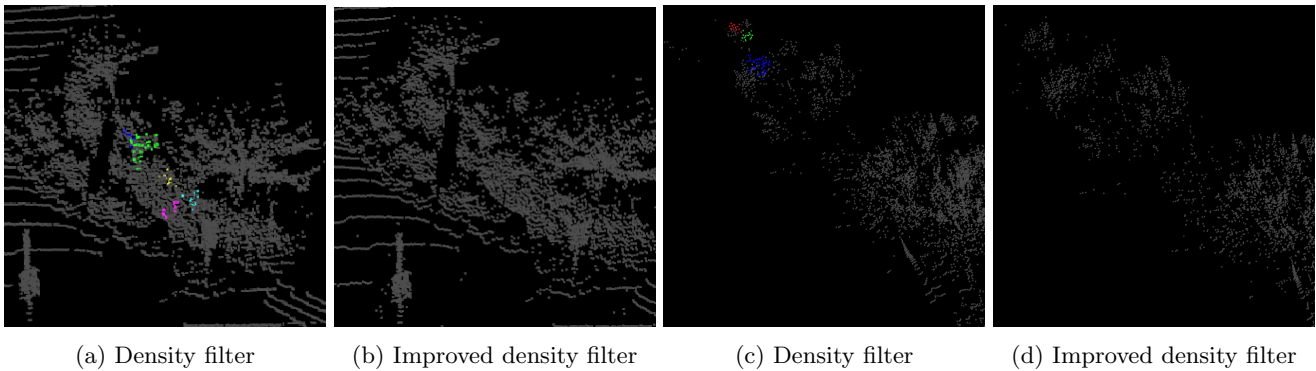 (a) Density filter
(b) Improved density filter
(c) Density filter
(d) Improved density filter